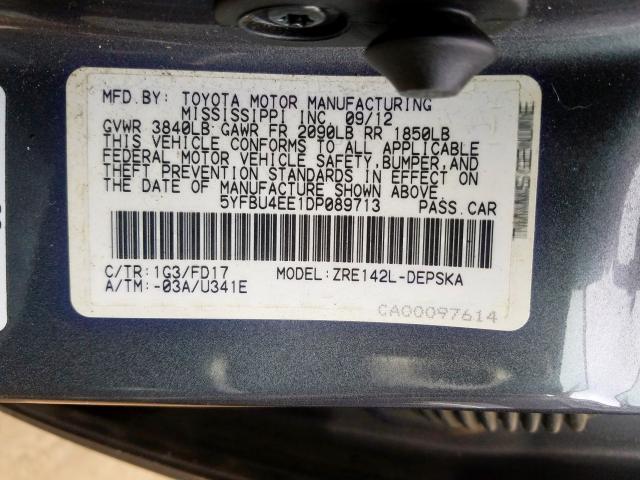 MFD.BY: TOYOTA MOTOR MANUFACTURING
MISSISSIPPI INC. 09/12
GVWR 3840LB GAWR FR 2090LB RR 1850LB
THIS VEHICLE CONFORMS TO ALL APPLICABLE
FEDERAL MOTOR VEHICLE SAFETY,BUMPER,AND
THEFT PREVENTION STANDARDS IN EFFECT ON
THE DATE OF MANUFACTURE SHOWN ABOVE.
5YFBU4EE1DP089713 PASS.CAR
C/TR:1G3/FD17 MODEL:ZRE142L-DEPSKA
A/TM:-03A/U341E
CA00097614
GENUINE